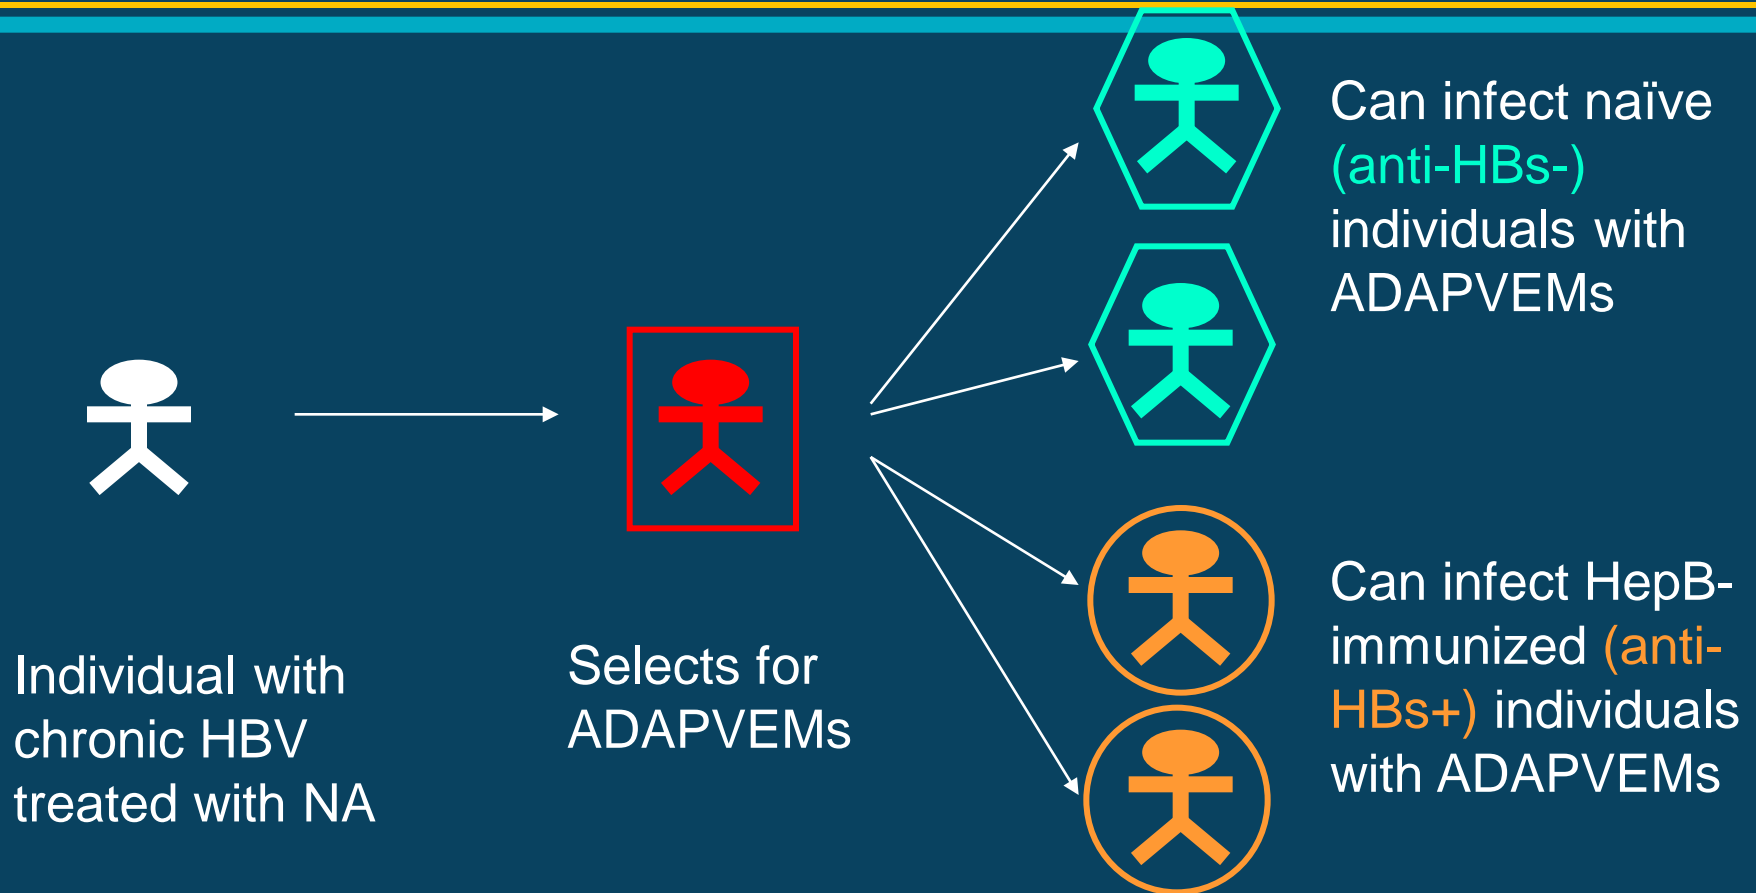 Can infect naïve
(anti-HBs-)
individuals with
ADAPVEMs
Individual with
chronic HBV
treated with NA
Selects for
ADAPVEMs
Can infect HepB-
immunized (anti-
HBs+) individuals
with ADAPVEMs